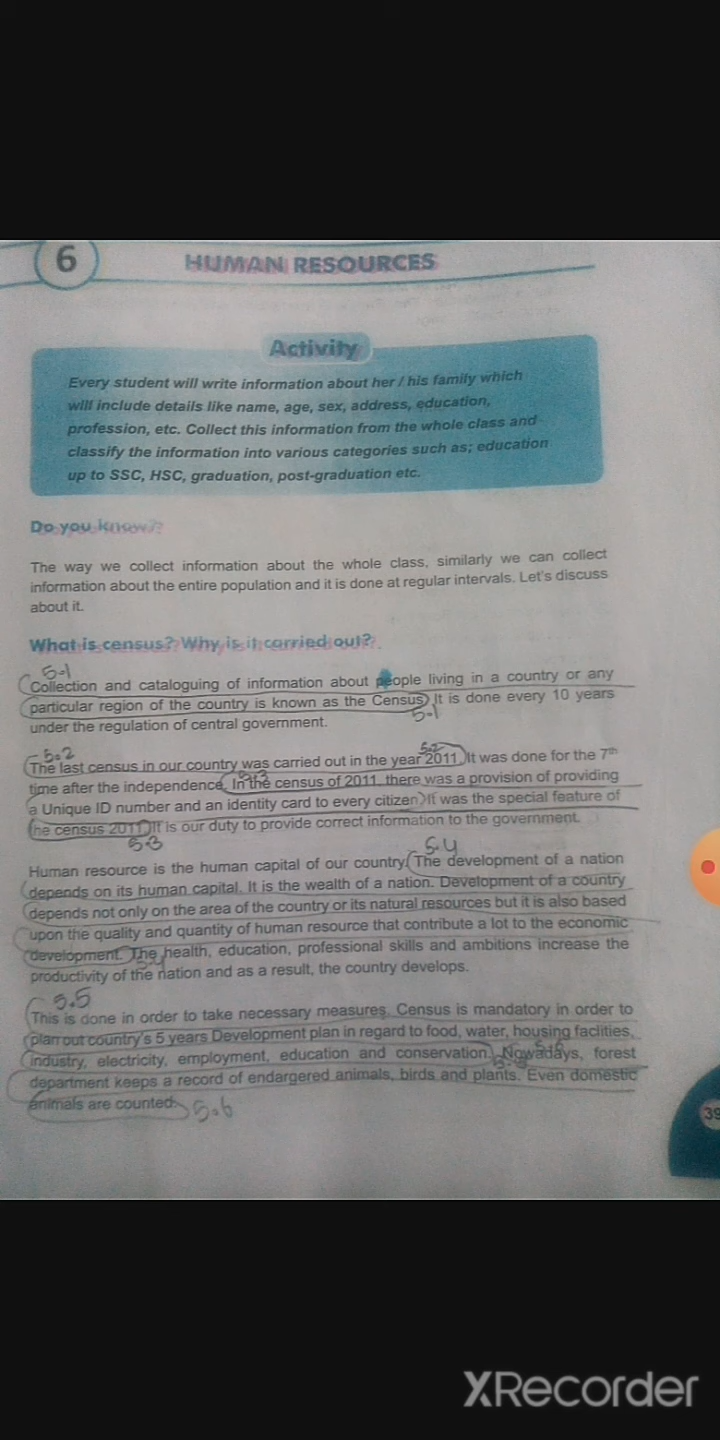 6
HUMAN RESOURCES
Activity
Every student will write information about her / his family which
will include details like name, age, sex, address, education,
profession, etc. Collect this information from the whole class and
classify the information into various categories such as; education
up to SSC, HSC, graduation, post-graduation etc.
Do you know?
The way we collect information about the whole class, similarly we can collect
information about the entire population and it is done at regular intervals. Let's discuss
about it.
What is census? Why is it carried out?
5.1
Collection and cataloguing of information about people living in a country or any
particular region of the country is known as the Census. It is done every 10 years
5.1
under the regulation of central government.
5.2 5.2
The last census in our country was carried out in the year 2011. It was done for the 7th
time after the independence. In the census of 2011, there was a provision of providing
a Unique ID number and an identity card to every citizen. It was the special feature of
he census 2011. It is our duty to provide correct information to the government.
5.3 5.4
Human resource is the human capital of our country. The development of a nation
depends on its human capital. It is the wealth of a nation. Development of a country
depends not only on the area of the country or its natural resources but it is also based
upon the quality and quantity of human resource that contribute a lot to the economic
development. The health, education, professional skills and ambitions increase the
productivity of the nation and as a result, the country develops.
5.5
This is done in order to take necessary measures. Census is mandatory in order to
plan out country's 5 years Development plan in regard to food, water, housing faclities,
industry, electricity, employment, education and conservation. Nowadays, forest
department keeps a record of endargered animals, birds and plants. Even domestic
animals are counted.
5.6
39
XRecorder